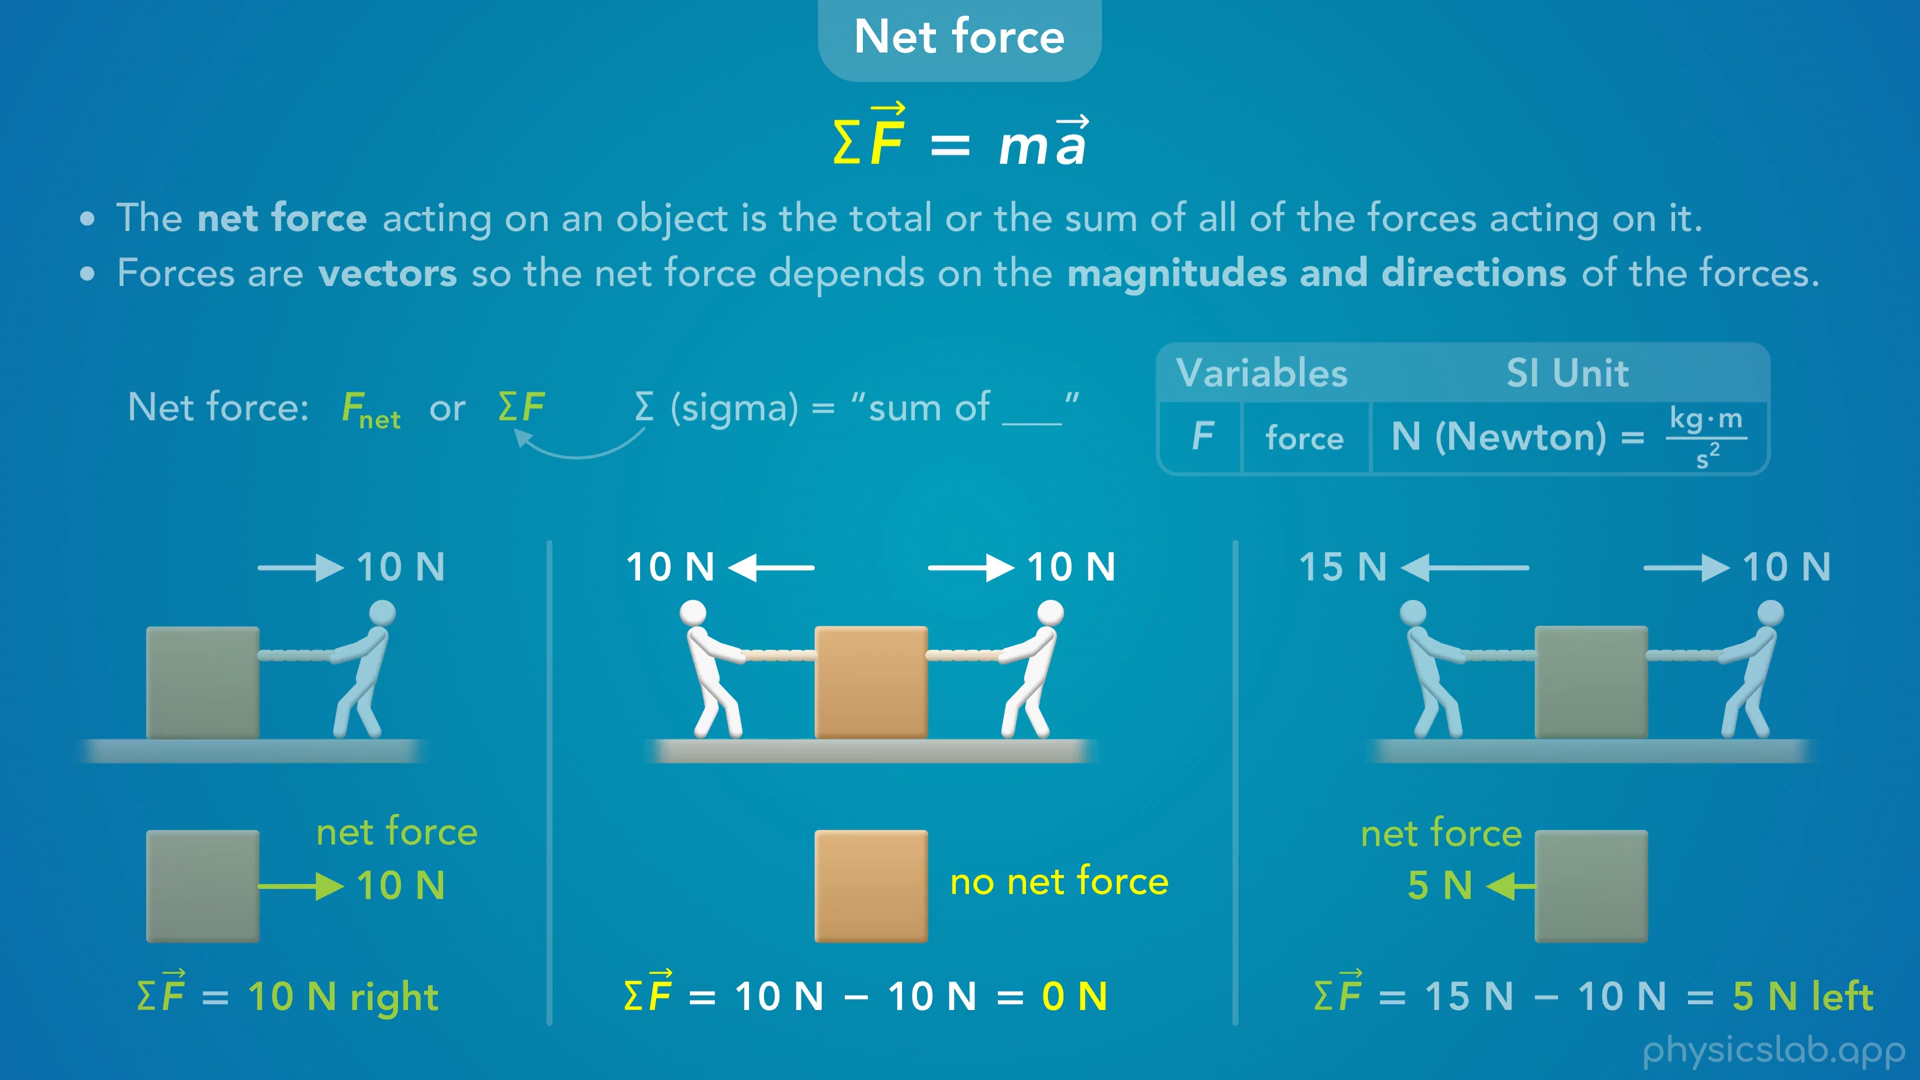 Net force
ΣF⃗ = ma⃗
• The net force acting on an object is the total or the sum of all of the forces acting on it.
• Forces are vectors so the net force depends on the magnitudes and directions of the forces.
Net force: Fnet or ΣF Σ (sigma) = “sum of ___”
Variables SI Unit
F force N (Newton) = kg·m/s²
10 N
10 N 10 N
15 N 10 N
net force
10 N
no net force
net force
5 N
ΣF⃗ = 10 N right
ΣF⃗ = 10 N − 10 N = 0 N
ΣF⃗ = 15 N − 10 N = 5 N left
physicslab.app